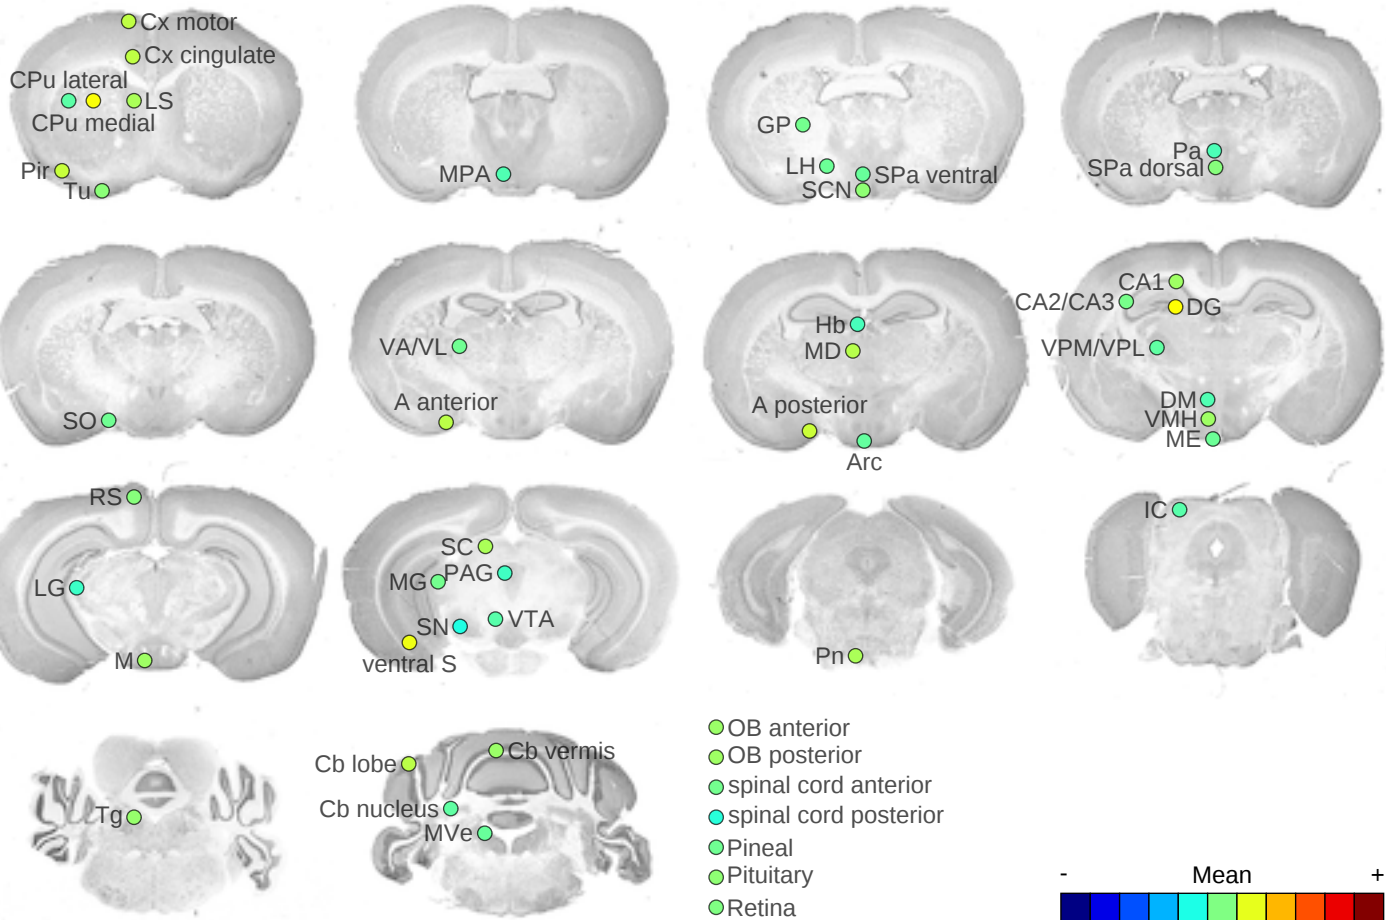 Cx motor
Cx cingulate
CPu lateral
LS
CPu medial
Pir
Tu
MPA
GP
LH
SPa ventral
SCN
Pa
SPa dorsal
SO
VA/VL
A anterior
Hb
MD
A posterior
Arc
CA1
CA2/CA3
DG
VPM/VPL
DM
VMH
ME
RS
LG
M
SC
MG
PAG
SN
VTA
ventral S
Pn
IC
Tg
Cb lobe
Cb vermis
Cb nucleus
MVe
OB anterior
OB posterior
spinal cord anterior
spinal cord posterior
Pineal
Pituitary
Retina
- Mean +